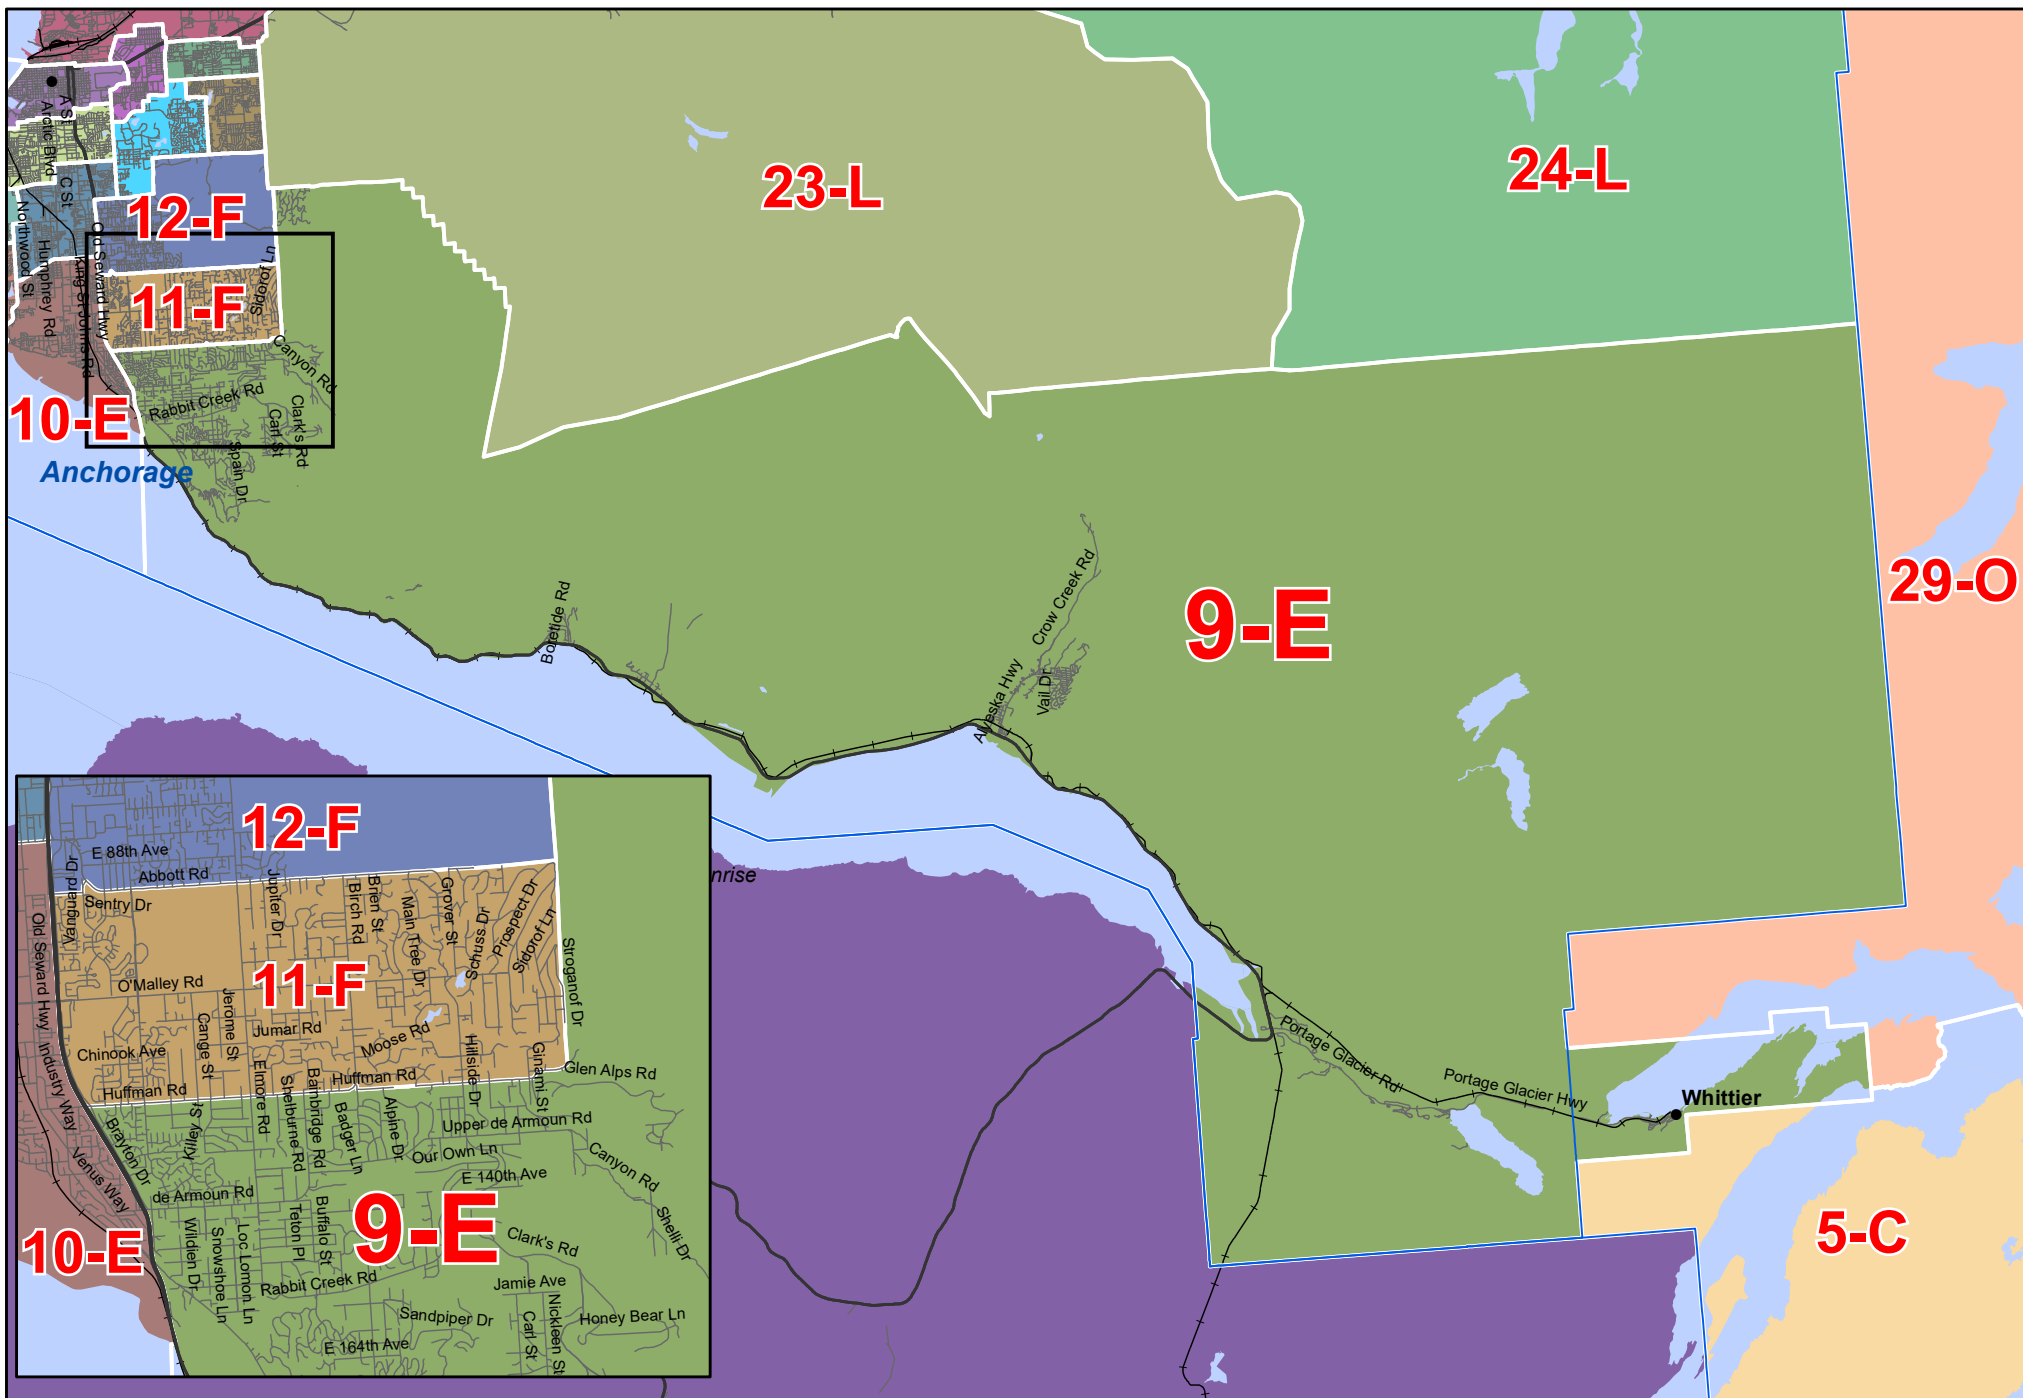 23-L
24-L
12-F
11-F
10-E
Anchorage
9-E
29-O
5-C
A St
Arctic Blvd
C St
Northwood St
Humphrey Rd
King St
Johns Rd
Old Seward Hwy
Sidorof Ln
Canyon Rd
Rabbit Creek Rd
Clark's Rd
Carl St
Spain Dr
Boretide Rd
Crow Creek Rd
Alyeska Hwy
Vail Dr
Portage Glacier Rd
Portage Glacier Hwy
Whittier
nrise
12-F
E 88th Ave
Abbott Rd
Vanguard Dr
Sentry Dr
Jupiter Dr
Birch Rd
Brien St
Main Tree Dr
Grover St
Schuss Dr
Prospect Dr
Sidorof Ln
Stroganof Dr
Old Seward Hwy
O'Malley Rd
11-F
Jerome St
Cange St
Jumar Rd
Moose Rd
Hillside Dr
Ginami St
Chinook Ave
Huffman Rd
Huffman Rd
Glen Alps Rd
Industry Way
Brayton Dr
Killey St
Elmore Rd
Shelburne Rd
Bainbridge Rd
Badger Ln
Alpine Dr
Upper de Armoun Rd
Our Own Ln
E 140th Ave
Canyon Rd
Shelli Dr
Venus Way
de Armoun Rd
10-E
Wildien Dr
Snowshoe Ln
Loc Lomon Ln
Teton Pl
Buffalo St
9-E
Clark's Rd
Rabbit Creek Rd
Jamie Ave
Sandpiper Dr
E 164th Ave
Carl St
Nickleen St
Honey Bear Ln